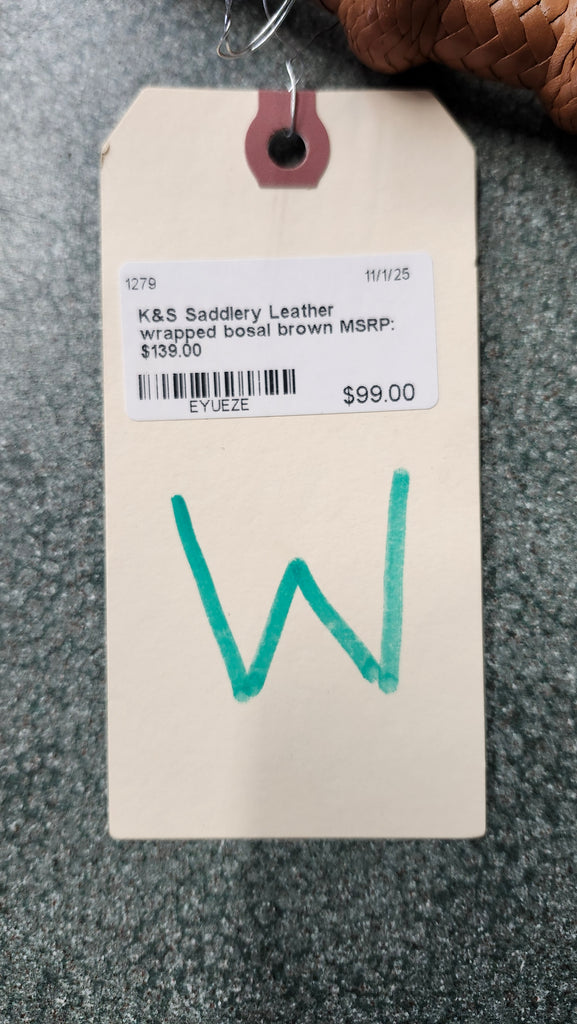 1279 11/1/25
K&S Saddlery Leather
wrapped bosal brown MSRP:
$139.00
EYUEZE $99.00
W